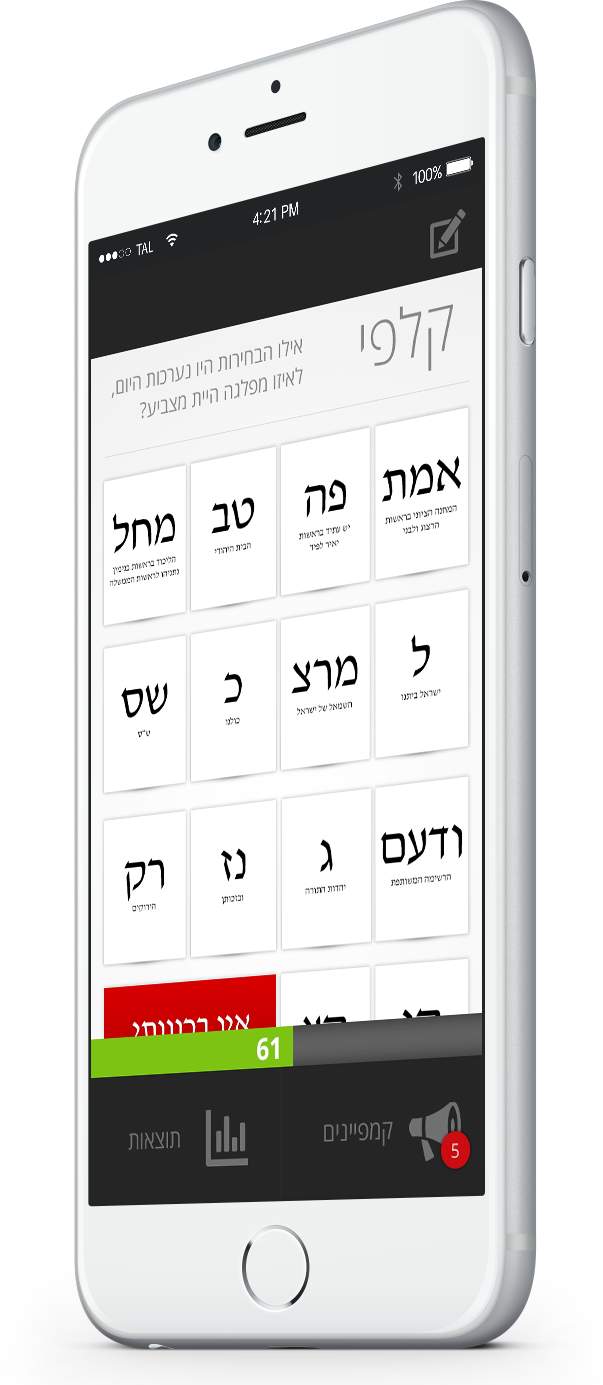 TAL 4:21 PM 100%
קלפי
אילו הבחירות היו נערכות היום,
לאיזו מפלגה היית מצביע?
אמת
המחנה הציוני בראשות
הרצוג ולבני
פה
יש עתיד בראשות
יאיר לפיד
טב
הבית היהודי
מחל
הליכוד בראשות בנימין
נתניהו לראשות הממשלה
ל
ישראל ביתנו
מרצ
השמאל של ישראל
כ
כולנו
שס
ש"ס
ודעם
הרשימה המשותפת
ג
יהדות התורה
נז
ובזכותן
רק
הירוקים
61
קמפיינים
5
תוצאות